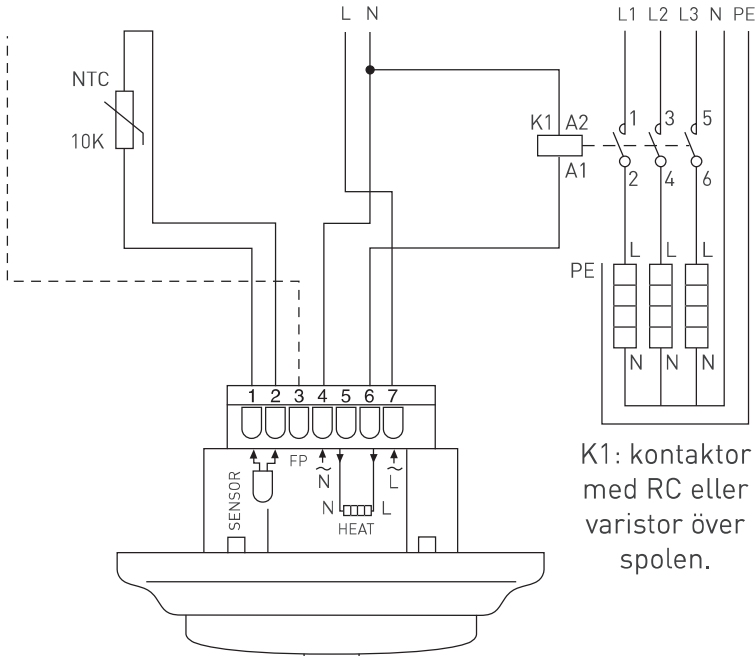 L N
L1 L2 L3 N PE
NTC
10K
K1 A2
A1
1 3 5
2 4 6
L L L
PE
N N N
1 2 3 4 5 6 7
FP
~ N
~ L
SENSOR
N L
HEAT
K1: kontaktor
med RC eller
varistor över
spolen.